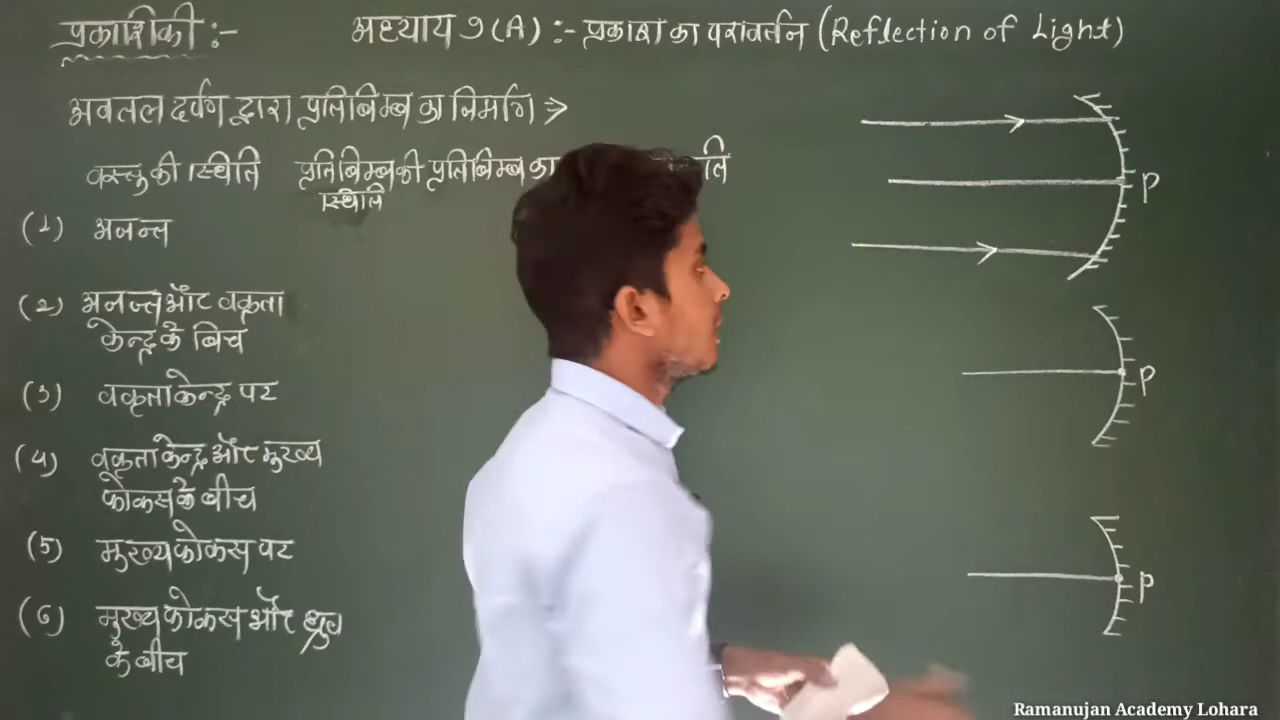 प्रकाशिकी :-
अध्याय 9 (A) :- प्रकाश का परावर्तन (Reflection of Light)
अवतल दर्पण द्वारा प्रतिबिम्ब का निर्माण >
वस्तु की स्थिति प्रतिबिम्ब की स्थिति प्रतिबिम्ब का
(1) अनन्त
(2) अनन्त और वक्रता
केन्द्र के बिच
(3) वक्रता केन्द्र पर
(4) वक्रता केन्द्र और मुख्य
फोकस के बीच
(5) मुख्य फोकस पर
(6) मुख्य फोकस और ध्रुव
के बीच
P
P
P
Ramanujan Academy Lohara